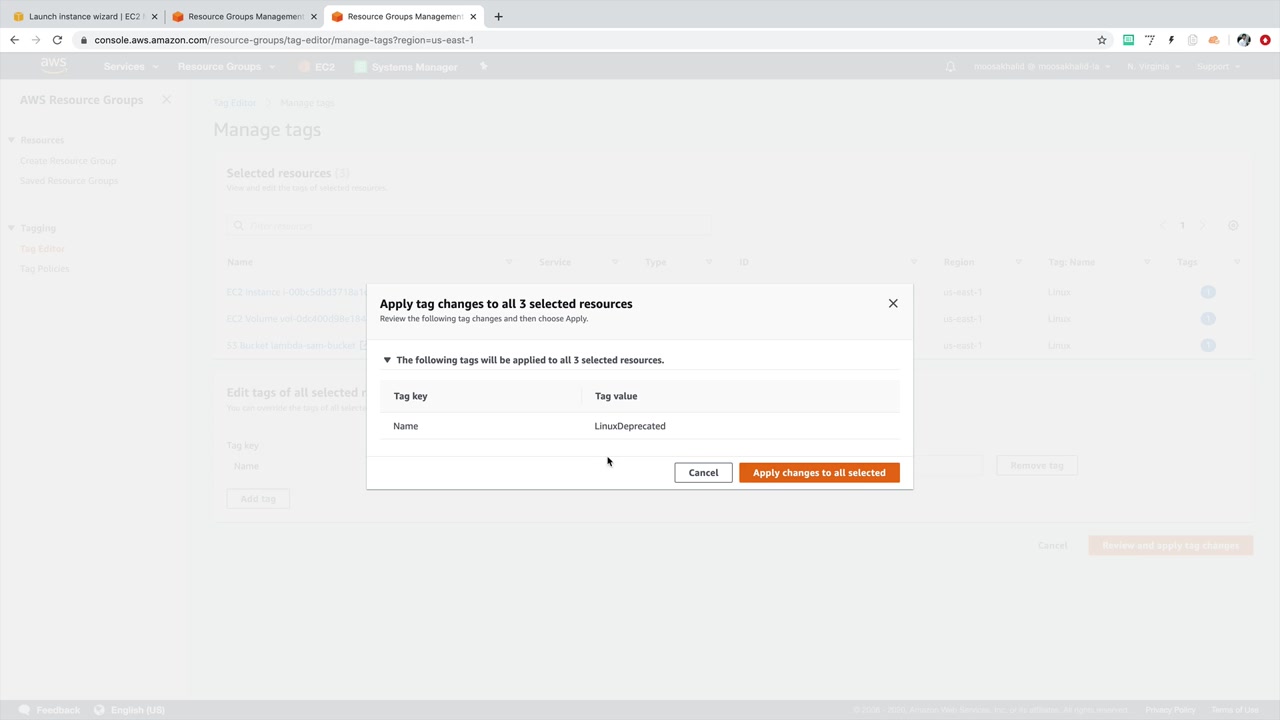 Launch instance wizard | EC2
Resource Groups Management
Resource Groups Management
console.aws.amazon.com/resource-groups/tag-editor/manage-tags?region=us-east-1
aws
Services
Resource Groups
EC2
Systems Manager
moosakhalid @ moosakhalid-la
N. Virginia
Support
AWS Resource Groups
Tag Editor
Manage tags
Manage tags
Resources
Create Resource Group
Saved Resource Groups
Tagging
Tag Editor
Tag Policies
Selected resources (3)
View and edit the tags of selected resources.
Filter resources
1
Name
Service
Type
ID
Region
Tag: Name
Tags
EC2 Instance
us-east-1
Linux
1
EC2 Volume
us-east-1
Linux
1
S3 Bucket lambda-sam-bucket
us-east-1
Linux
1
Apply tag changes to all 3 selected resources
Review the following tag changes and then choose Apply.
The following tags will be applied to all 3 selected resources.
Tag key
Tag value
Name
LinuxDeprecated
Cancel
Apply changes to all selected
Edit tags of all selected
You can override the tags of all
Tag key
Name
Remove tag
Add tag
Cancel
Review and apply tag changes
Feedback
English (US)
© 2008 - 2020, Amazon Web Services, Inc. or its affiliates. All rights reserved.
Privacy Policy
Terms of Use